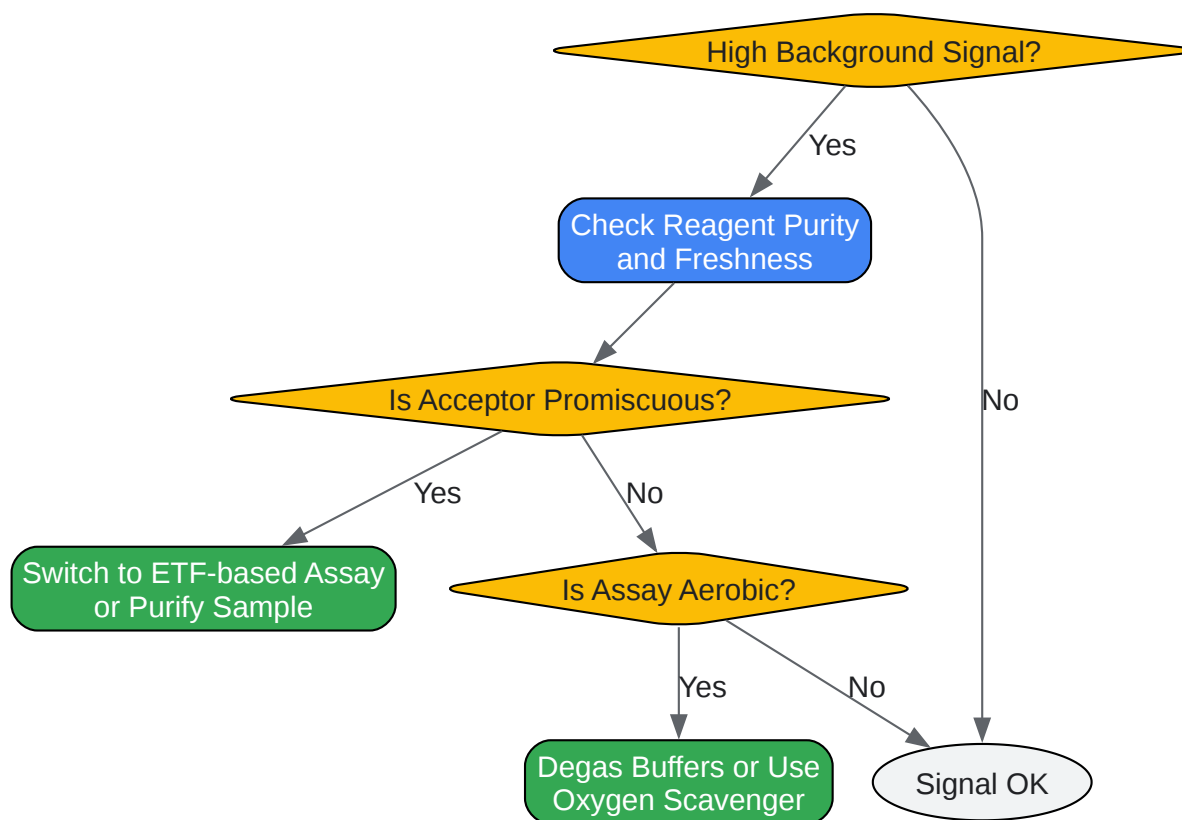 High Background Signal?
Yes
Check Reagent Purity
and Freshness
No
Is Acceptor Promiscuous?
Yes
No
Switch to ETF-based Assay
or Purify Sample
Is Assay Aerobic?
Yes
No
Degas Buffers or Use
Oxygen Scavenger
Signal OK